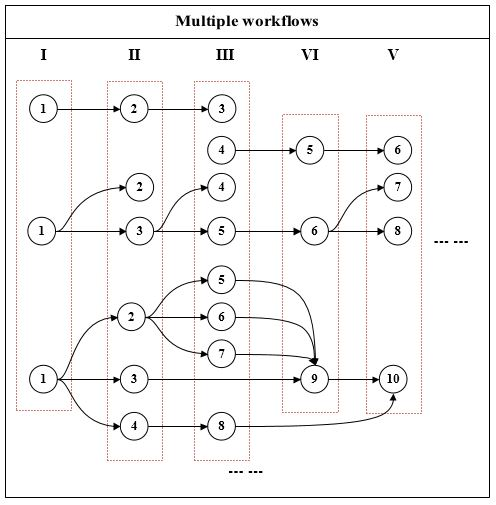 Multiple workflows
I II III VI V
1 2 3
4 5 6
2 4 7
1 3 5 6 8
--- ---
5
2 6
7
1 3 9 10
4 8
--- ---